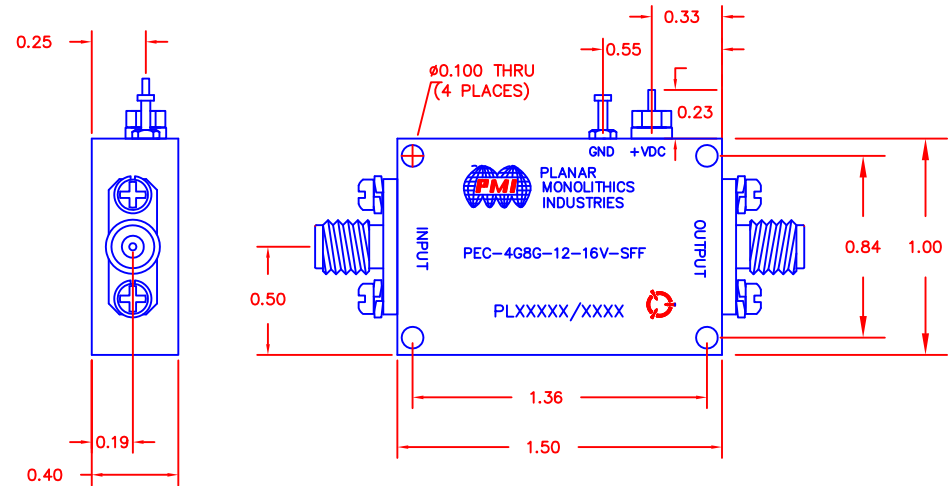 0.33
0.25
0.55
ø0.100 THRU
(4 PLACES)
0.23
GND +VDC
PMI
PLANAR
MONOLITHICS
INDUSTRIES
INPUT
OUTPUT
PEC-4G8G-12-16V-SFF
0.84
1.00
0.50
PLXXXXX/XXXX
1.36
0.19
1.50
0.40